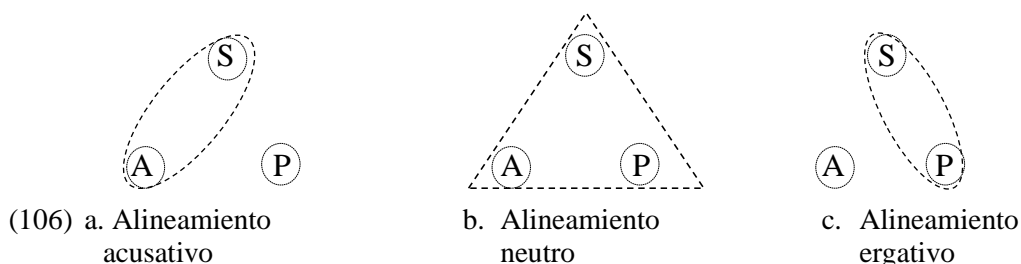 S S S
A P A P A P
(106) a. Alineamiento b. Alineamiento c. Alineamiento
acusativo neutro ergativo